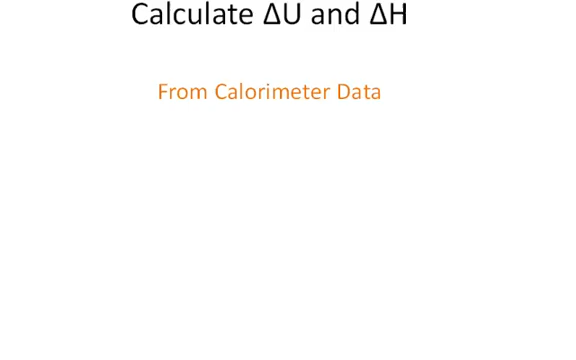 Calculate ΔU and ΔH
From Calorimeter Data